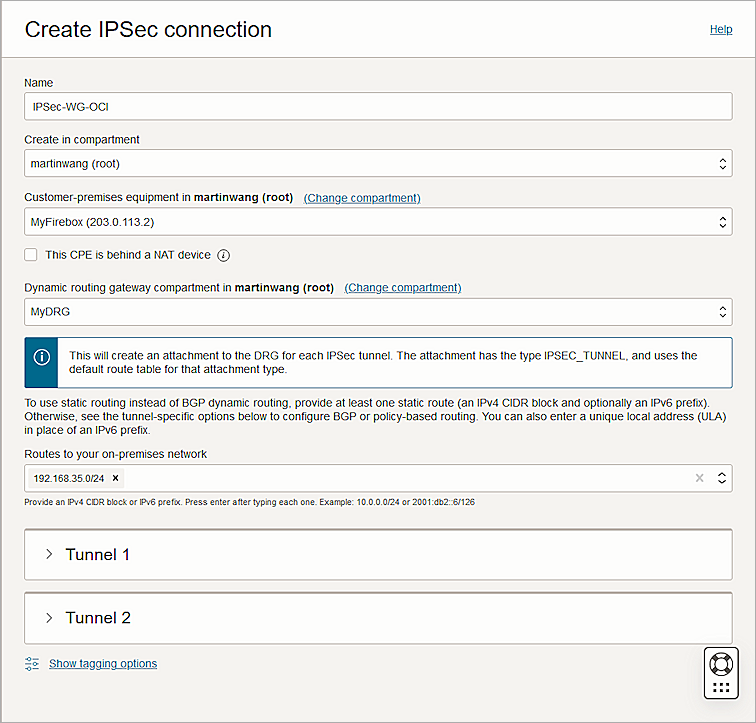 Create IPSec connection
Help
Name
IPSec-WG-OCI
Create in compartment
martinwang (root)
Customer-premises equipment in martinwang (root) (Change compartment)
MyFirebox (203.0.113.2)
This CPE is behind a NAT device
Dynamic routing gateway compartment in martinwang (root) (Change compartment)
MyDRG
This will create an attachment to the DRG for each IPSec tunnel. The attachment has the type IPSEC_TUNNEL, and uses the
default route table for that attachment type.
To use static routing instead of BGP dynamic routing, provide at least one static route (an IPv4 CIDR block and optionally an IPv6 prefix).
Otherwise, see the tunnel-specific options below to configure BGP or policy-based routing. You can also enter a unique local address (ULA)
in place of an IPv6 prefix.
Routes to your on-premises network
192.168.35.0/24
Provide an IPv4 CIDR block or IPv6 prefix. Press enter after typing each one. Example: 10.0.0.0/24 or 2001:db2::6/126
Tunnel 1
Tunnel 2
Show tagging options